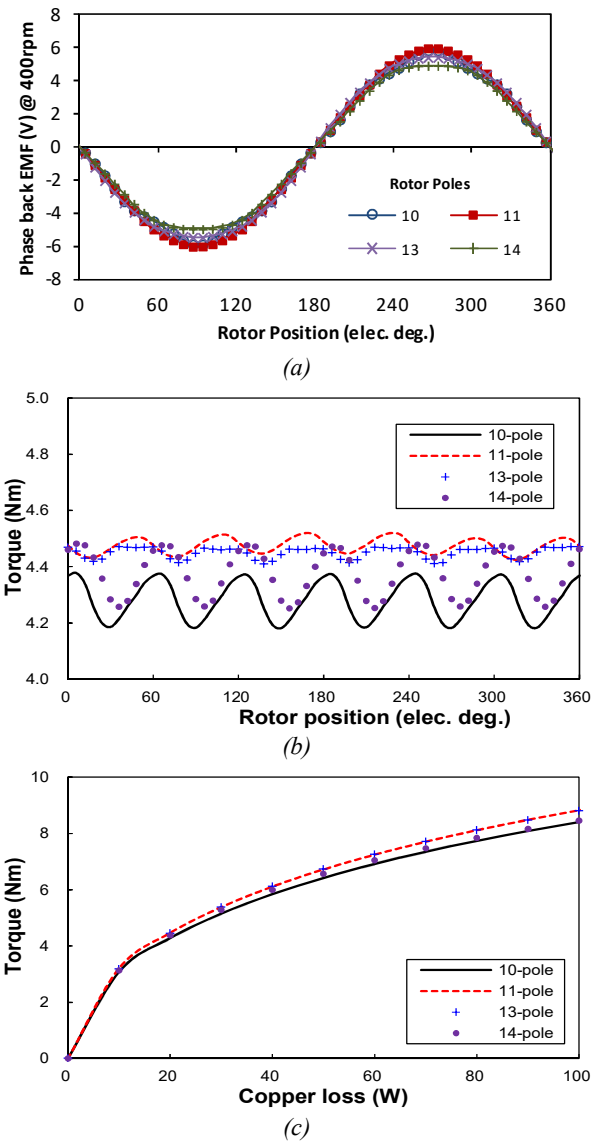 8
6
4
2
0
-2
-4
-6
-8
Phase back EMF (V) @ 400rpm
Rotor Poles
10 11
13 14
0 60 120 180 240 300 360
Rotor Position (elec. deg.)
(a)
5.0
4.8
4.6
4.4
4.2
4.0
Torque (Nm)
10-pole
11-pole
13-pole
14-pole
0 60 120 180 240 300 360
Rotor position (elec. deg.)
(b)
10
8
6
4
2
0
Torque (Nm)
10-pole
11-pole
13-pole
14-pole
0 20 40 60 80 100
Copper loss (W)
(c)